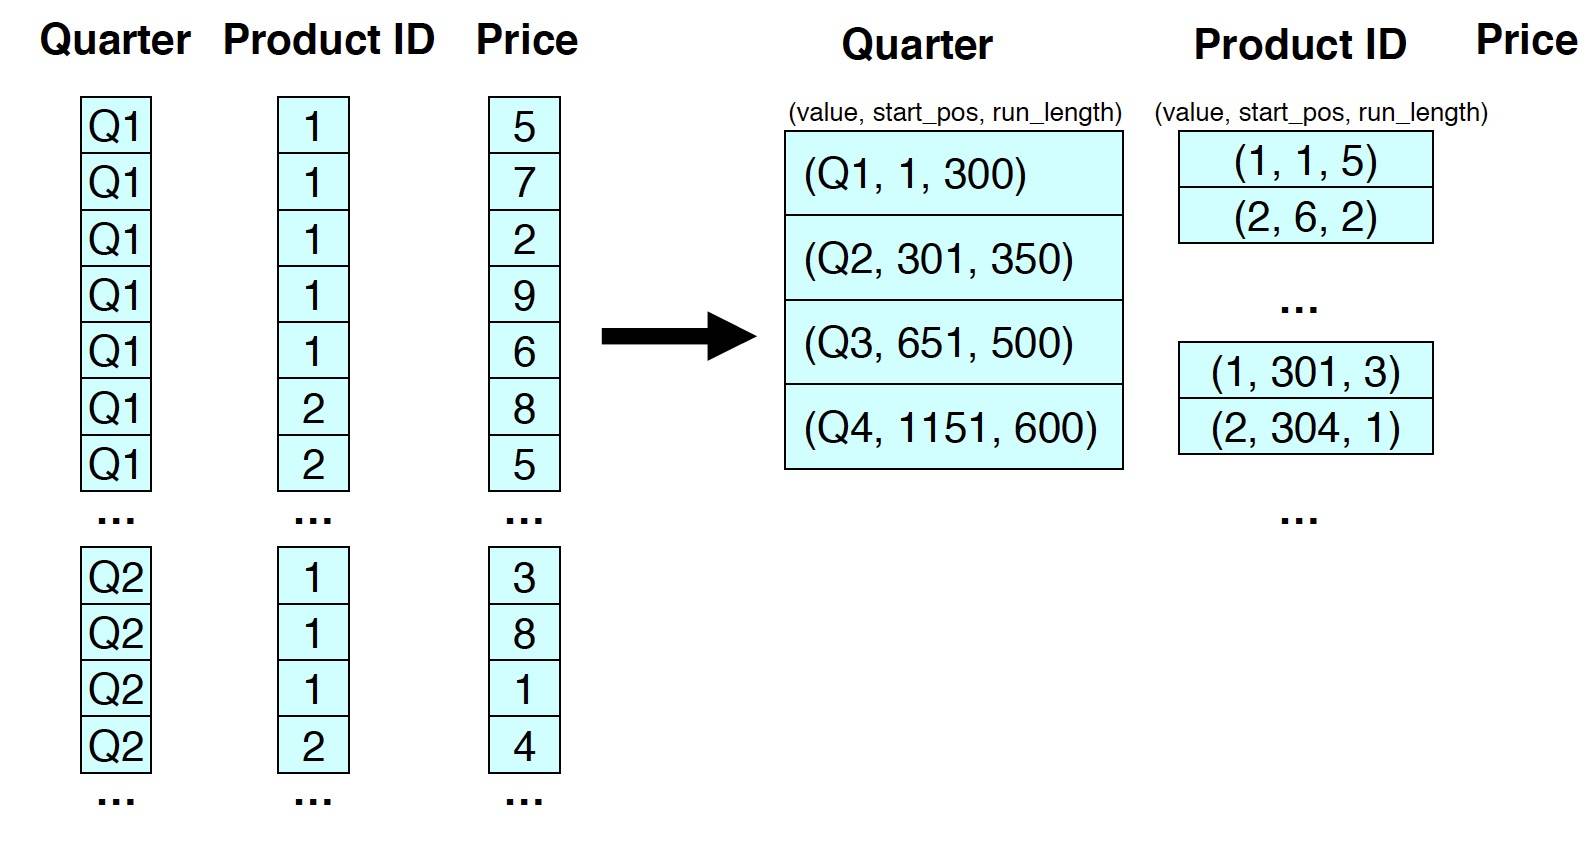 Quarter Product ID Price
Q1 1 5
Q1 1 7
Q1 1 2
Q1 1 9
Q1 1 6
Q1 2 8
Q1 2 5
... ... ...
Q2 1 3
Q2 1 8
Q2 1 1
Q2 2 4
... ... ...
Quarter Product ID Price
(value, start_pos, run_length) (value, start_pos, run_length)
(Q1, 1, 300)
(Q2, 301, 350)
(Q3, 651, 500)
(Q4, 1151, 600)
(1, 1, 5)
(2, 6, 2)
...
(1, 301, 3)
(2, 304, 1)
...